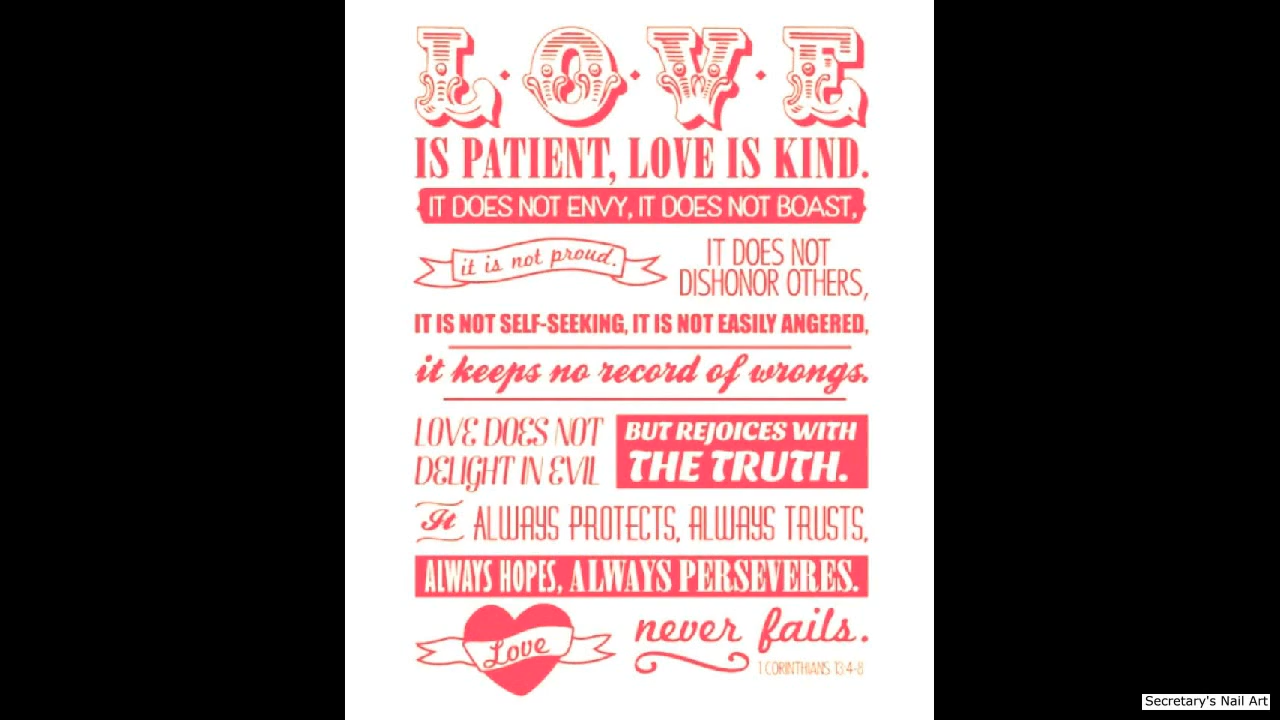 LOVE
IS PATIENT, LOVE IS KIND.
IT DOES NOT ENVY, IT DOES NOT BOAST,
it is not proud.
IT DOES NOT
DISHONOR OTHERS,
IT IS NOT SELF-SEEKING, IT IS NOT EASILY ANGERED,
it keeps no record of wrongs.
LOVE DOES NOT
DELIGHT IN EVIL
BUT REJOICES WITH
THE TRUTH.
It ALWAYS PROTECTS, ALWAYS TRUSTS,
ALWAYS HOPES, ALWAYS PERSEVERES.
Love
never fails.
1 CORINTHIANS 13:4-8
Secretary's Nail Art